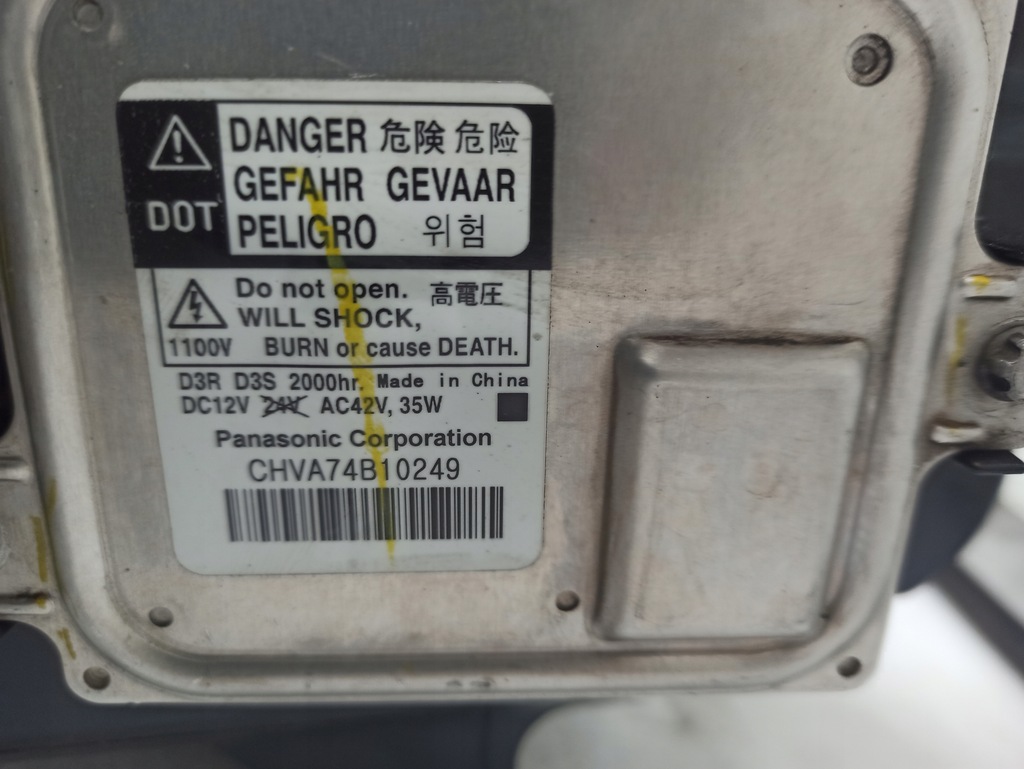 DANGER 危険 危险
GEFAHR GEVAAR
DOT
PELIGRO 위험
Do not open. 高電圧
WILL SHOCK,
1100V BURN or cause DEATH.
D3R D3S 2000hr. Made in China
DC12V 24V AC42V, 35W
Panasonic Corporation
CHVA74B10249